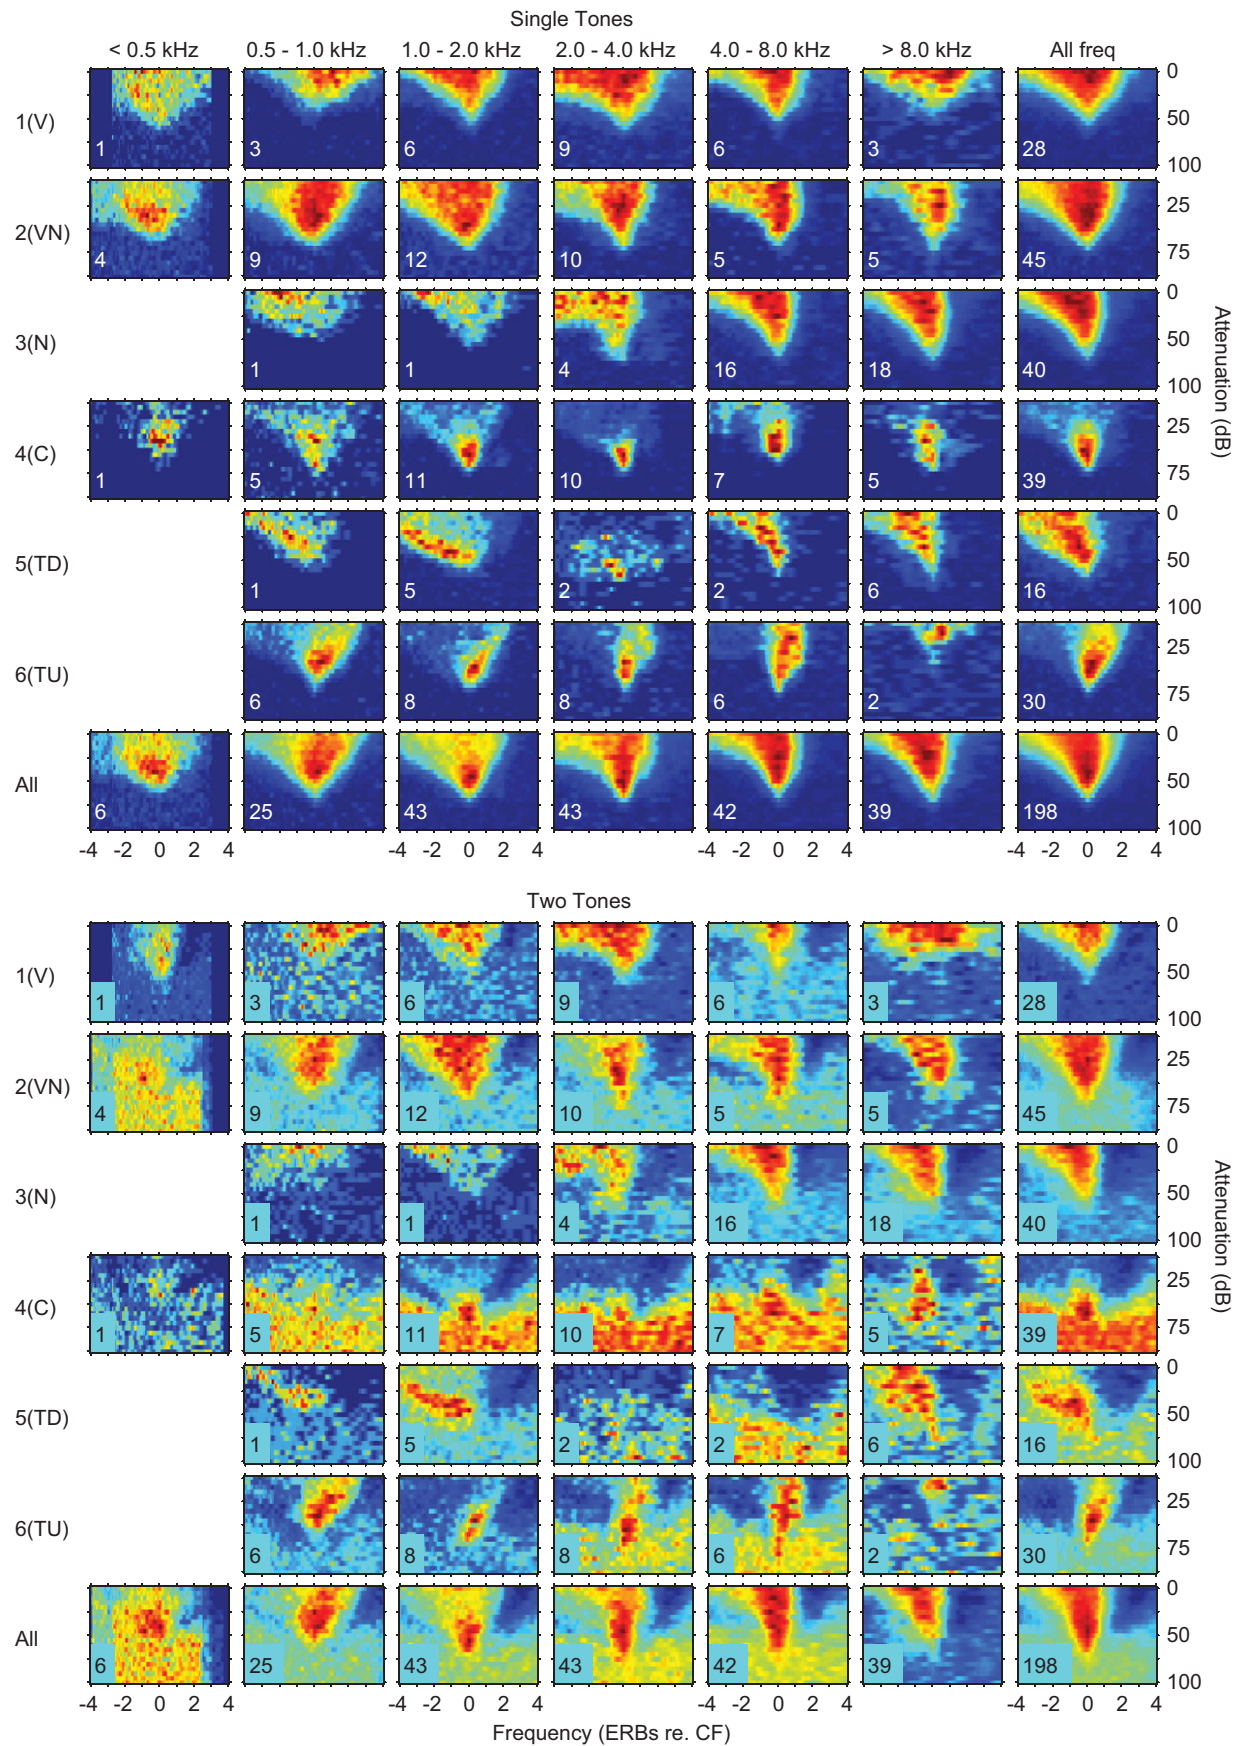 Single Tones
< 0.5 kHz 0.5 - 1.0 kHz 1.0 - 2.0 kHz 2.0 - 4.0 kHz 4.0 - 8.0 kHz > 8.0 kHz All freq
0
1(V) 50
1 3 6 9 6 3 28 100
25
2(VN)
4 9 12 10 5 5 45 75
0
3(N) 50
1 1 4 16 18 40 100
25
4(C)
1 5 11 10 7 5 39 75
0
5(TD) 50
1 5 2 2 6 16 100
25
6(TU)
6 8 8 6 2 30 75
0
All 50
6 25 43 43 42 39 198 100
-4 -2 0 2 4 -4 -2 0 2 4 -4 -2 0 2 4 -4 -2 0 2 4
Attenuation (dB)
Two Tones
0
1(V) 50
1 3 6 9 6 3 28 100
25
2(VN)
4 9 12 10 5 5 45 75
0
3(N) 50
1 1 4 16 18 40 100
25
4(C)
1 5 11 10 7 5 39 75
0
5(TD) 50
1 5 2 2 6 16 100
25
6(TU)
6 8 8 6 2 30 75
0
All 50
6 25 43 43 42 39 198 100
-4 -2 0 2 4 -4 -2 0 2 4 -4 -2 0 2 4 -4 -2 0 2 4
Attenuation (dB)
Frequency (ERBs re. CF)